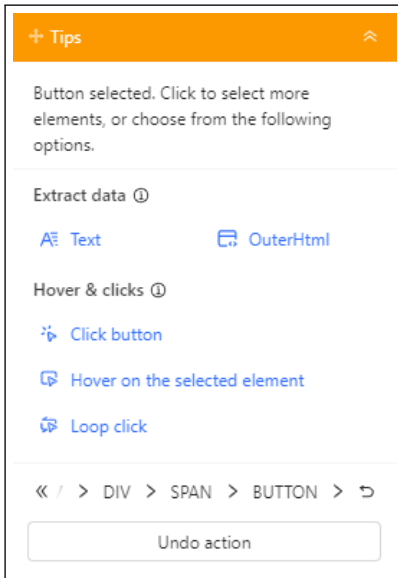 Tips
Button selected. Click to select more
elements, or choose from the following
options.
Extract data
Text
OuterHtml
Hover & clicks
Click button
Hover on the selected element
Loop click
/ > DIV > SPAN > BUTTON >
Undo action